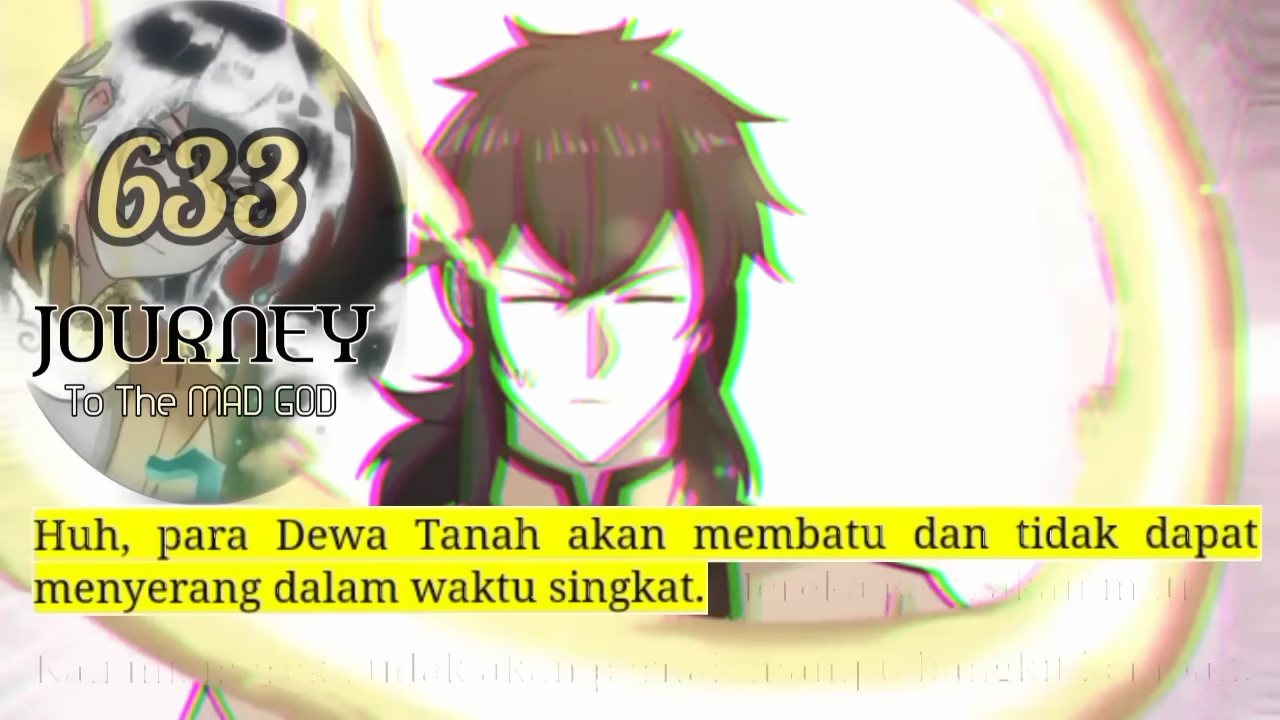 633
JOURNEY
To The MAD GOD
Huh, para Dewa Tanah akan membatu dan tidak dapat
menyerang dalam waktu singkat.